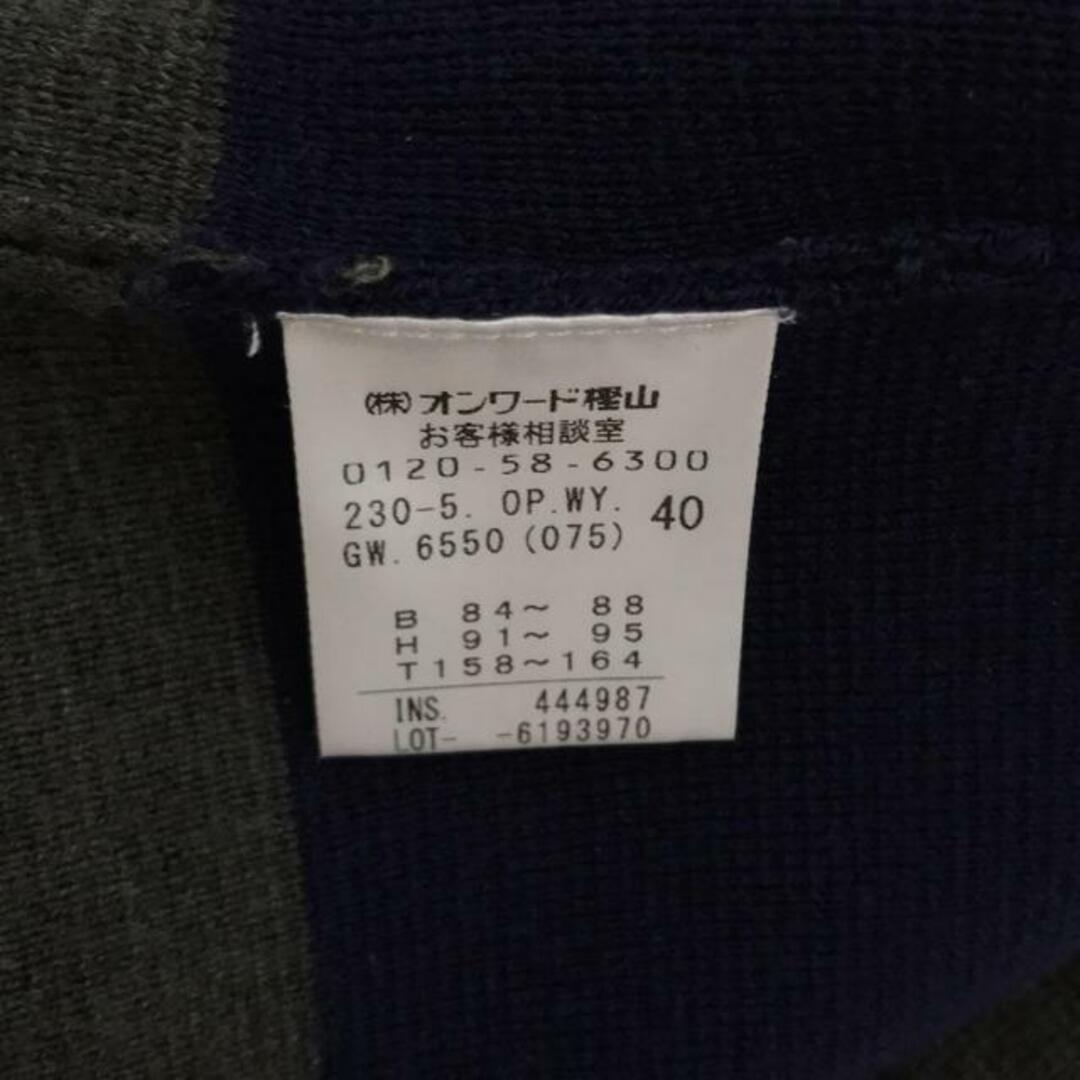 (株)オンワード樫山
お客様相談室
0120-58-6300
230-5. OP.WY. 40
GW. 6550 (075)
B 84～ 88
H 91～ 95
T158～164
INS. 444987
LOT- -6193970